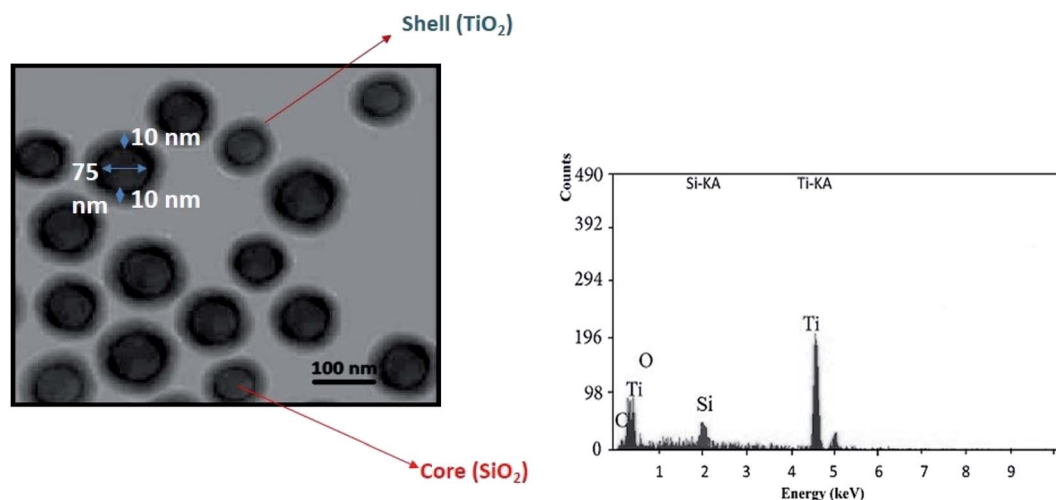 Shell (TiO₂)
10 nm
75
nm
10 nm
100 nm
Core (SiO₂)
Counts
490
392
294
196
98
0
Si-KA
Ti-KA
Ti
O
Ti
C
Si
1 2 3 4 5 6 7 8 9
Energy (keV)